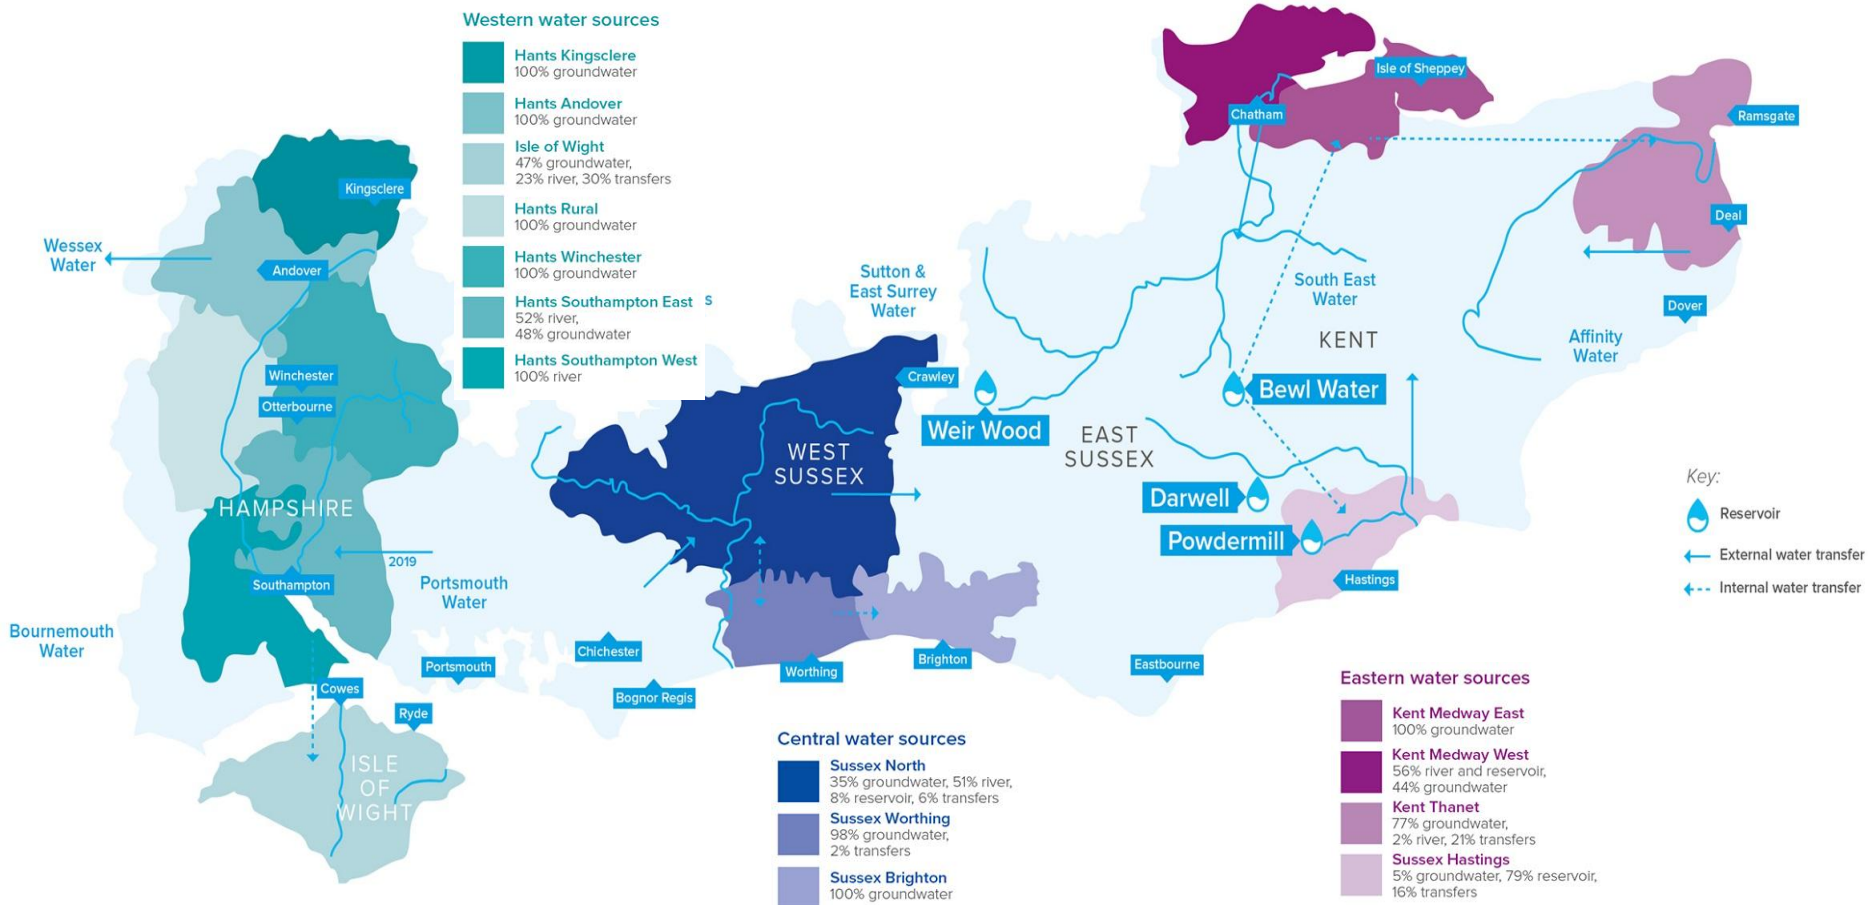 Western water sources
Hants Kingsclere
100% groundwater
Hants Andover
100% groundwater
Isle of Wight
47% groundwater,
23% river, 30% transfers
Hants Rural
100% groundwater
Hants Winchester
100% groundwater
Hants Southampton East
s
52% river,
48% groundwater
Hants Southampton West
100% river
Kingsclere
Wessex
Water
Andover
Winchester
Otterbourne
HAMPSHIRE
Southampton
2019
Portsmouth
Water
Bournemouth
Water
Portsmouth
Cowes
Ryde
ISLE
OF
WIGHT
Chichester
Bognor Regis
Sutton &
East Surrey
Water
Crawley
WEST
SUSSEX
Worthing
Brighton
Weir Wood
EAST
SUSSEX
Eastbourne
Isle of Sheppey
Chatham
Ramsgate
Deal
Dover
South East
Water
KENT
Affinity
Water
Bewl Water
Darwell
Powdermill
Hastings
Key:
Reservoir
External water transfer
Internal water transfer
Central water sources
Sussex North
35% groundwater, 51% river,
8% reservoir, 6% transfers
Sussex Worthing
98% groundwater,
2% transfers
Sussex Brighton
100% groundwater
Eastern water sources
Kent Medway East
100% groundwater
Kent Medway West
56% river and reservoir,
44% groundwater
Kent Thanet
77% groundwater,
2% river, 21% transfers
Sussex Hastings
5% groundwater, 79% reservoir,
16% transfers